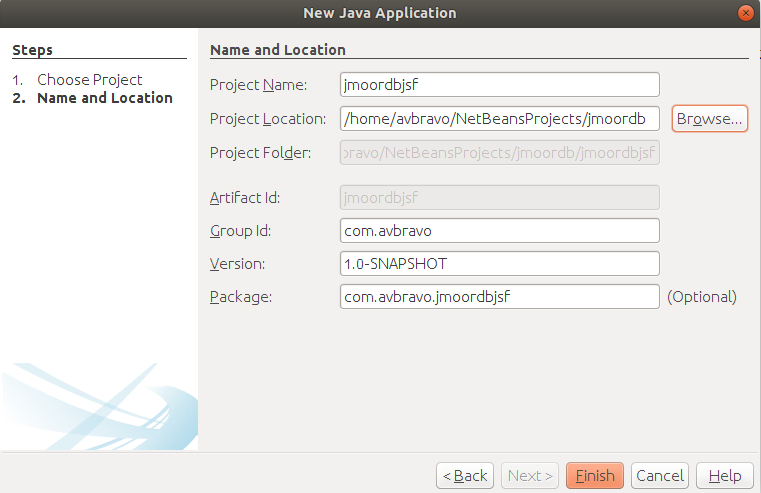 New Java Application
Steps
1. Choose Project
2. Name and Location
Name and Location
Project Name: jmoordbjsf
Project Location: /home/avbravo/NetBeansProjects/jmoordb Browse...
Project Folder: bravo/NetBeansProjects/jmoordb/jmoordbjsf
Artifact Id: jmoordbjsf
Group Id: com.avbravo
Version: 1.0-SNAPSHOT
Package: com.avbravo.jmoordbjsf (Optional)
< Back Next > Finish Cancel Help